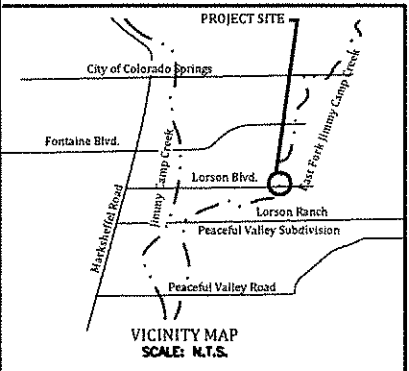 PROJECT SITE
City of Colorado Springs
East Fork Jimmy Camp Creek
Fontaine Blvd.
Jimmy Camp Creek
Lorson Blvd.
Marksheffel Road
Lorson Ranch
Peaceful Valley Subdivision
Peaceful Valley Road
VICINITY MAP
SCALE: N.T.S.